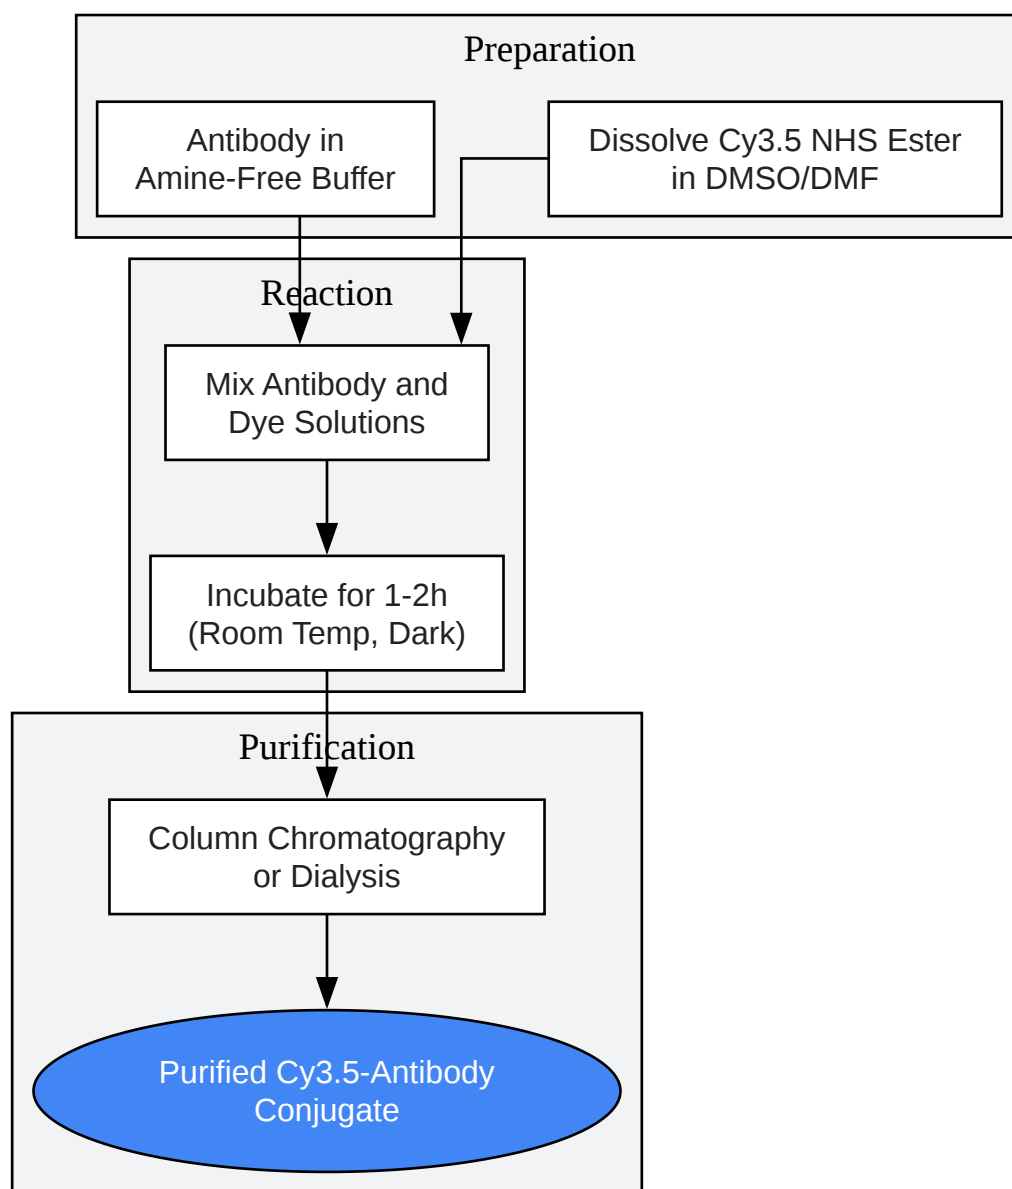 Preparation
Antibody in
Amine-Free Buffer
Dissolve Cy3.5 NHS Ester
in DMSO/DMF
Reaction
Mix Antibody and
Dye Solutions
Incubate for 1-2h
(Room Temp, Dark)
Purification
Column Chromatography
or Dialysis
Purified Cy3.5-Antibody
Conjugate